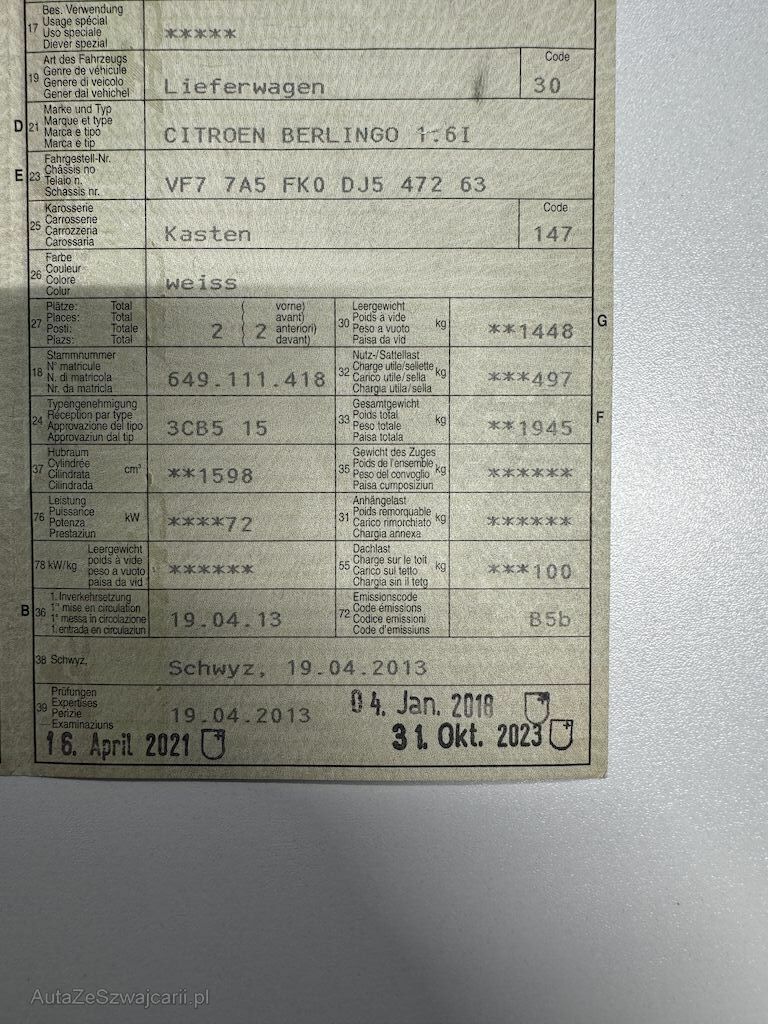 Bes. Verwendung
17 Usage spécial
Uso speciale *****
Diever spezial
Art des Fahrzeugs Code
19 Genre de véhicule
Genere di veicolo Lieferwagen 30
Gener dal vehichel
Marke und Typ
D 21 Marque et type
Marca e tipo CITROEN BERLINGO 1.6I
Marca e tip
Fahrgestell-Nr.
E 23 Châssis no
Telaio n. VF7 7A5 FK0 DJ5 472 63
Schassis nr.
Karosserie Code
25 Carrosserie
Carrozzeria Kasten 147
Carossaria
Farbe
26 Couleur
Colore weiss
Colur
Plätze: Total ( vorne) Leergewicht
27 Places: Total avant) 30 Poids à vide kg G
Posti: Totale 2 ( 2 anteriori) Peso a vuoto **1448
Plazs: Total davant) Paisa da vid
Stammnummer Nutz-/Sattellast
18 N° matricule 32 Charge utile/sellette kg
N. di matricola 649.111.418 Carico utile/sella ***497
Nr. da matricla Chargia utila/sella
Typengenehmigung Gesamtgewicht
24 Réception par type 33 Poids total kg F
Approvazione del tipo 3CB5 15 Peso totale **1945
Approvaziun dal tip Paisa totala
Hubraum Gewicht des Zuges
37 Cylindrée cm³ 35 Poids de l'ensemble kg
Cilindrata **1598 Peso del convoglio ******
Cilindrada Paisa cumposiziun
Leistung Anhängelast
76 Puissance kW 31 Poids remorquable kg
Potenza ****72 Carico rimorchiato ******
Prestaziun Chargia annexa
Leergewicht Dachlast
78 kW/kg poids à vide 55 Charge sur le toit kg
peso a vuoto ****** Carico sul tetto ***100
paisa da vid Chargia sin il tetg
1. Inverkehrsetzung Emissionscode
B 36 1re mise en circulation 72 Code émissions
1a messa in circolazione 19.04.13 Codice emissioni B5b
1. entrada en circulaziun Code d'emissiuns
38 Schwyz, Schwyz, 19.04.2013
Prüfungen
39 Expertises 04. Jan. 2018
Perizie 19.04.2013
Examinaziuns
16. April 2021 31. Okt. 2023
AutaZeSzwajcarii.pl